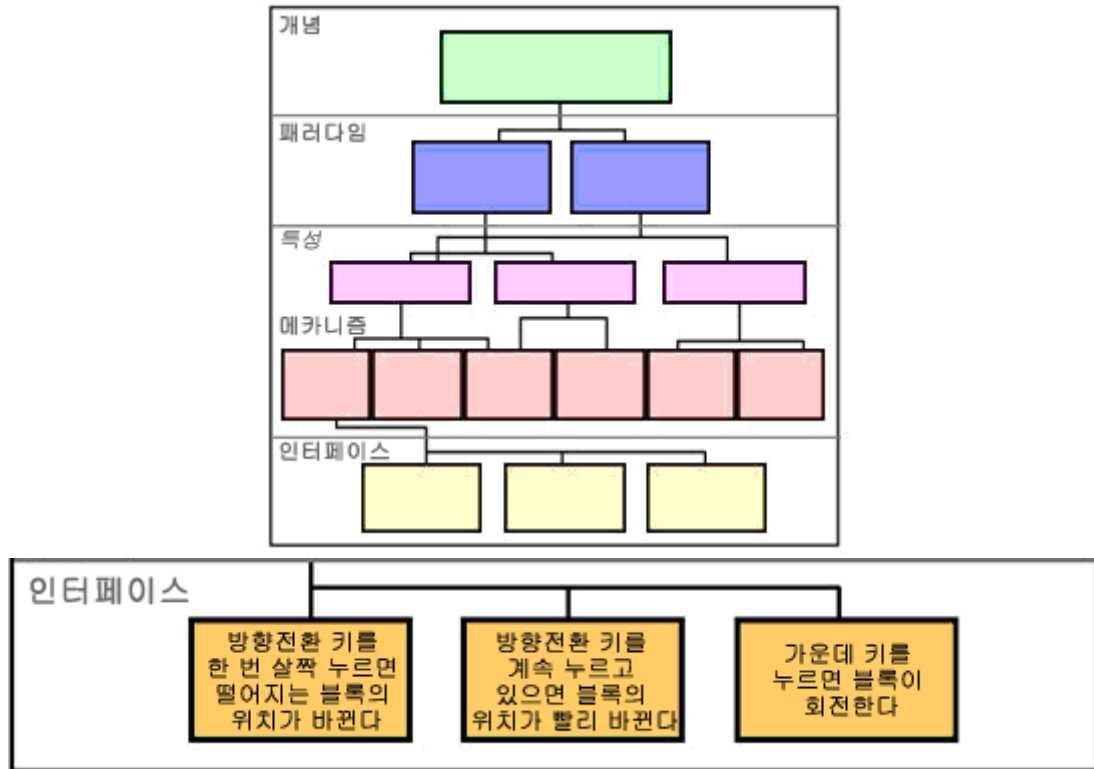 개념
패러다임
특성
메카니즘
인터페이스
인터페이스
방향전환 키를
한 번 살짝 누르면
떨어지는 블록의
위치가 바뀐다
방향전환 키를
계속 누르고
있으면 블록의
위치가 빨리 바뀐다
가운데 키를
누르면 블록이
회전한다